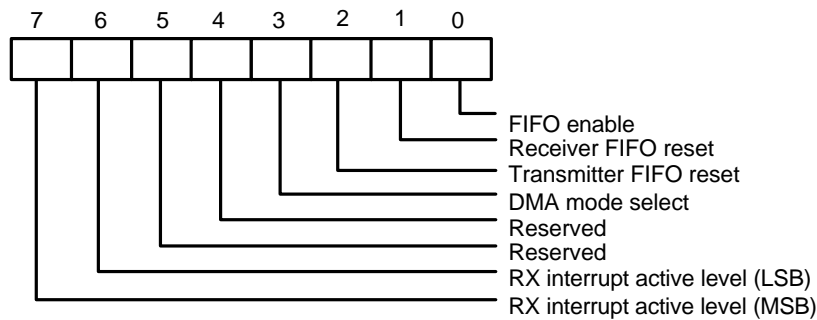 7 6 5 4 3 2 1 0
FIFO enable
Receiver FIFO reset
Transmitter FIFO reset
DMA mode select
Reserved
Reserved
RX interrupt active level (LSB)
RX interrupt active level (MSB)